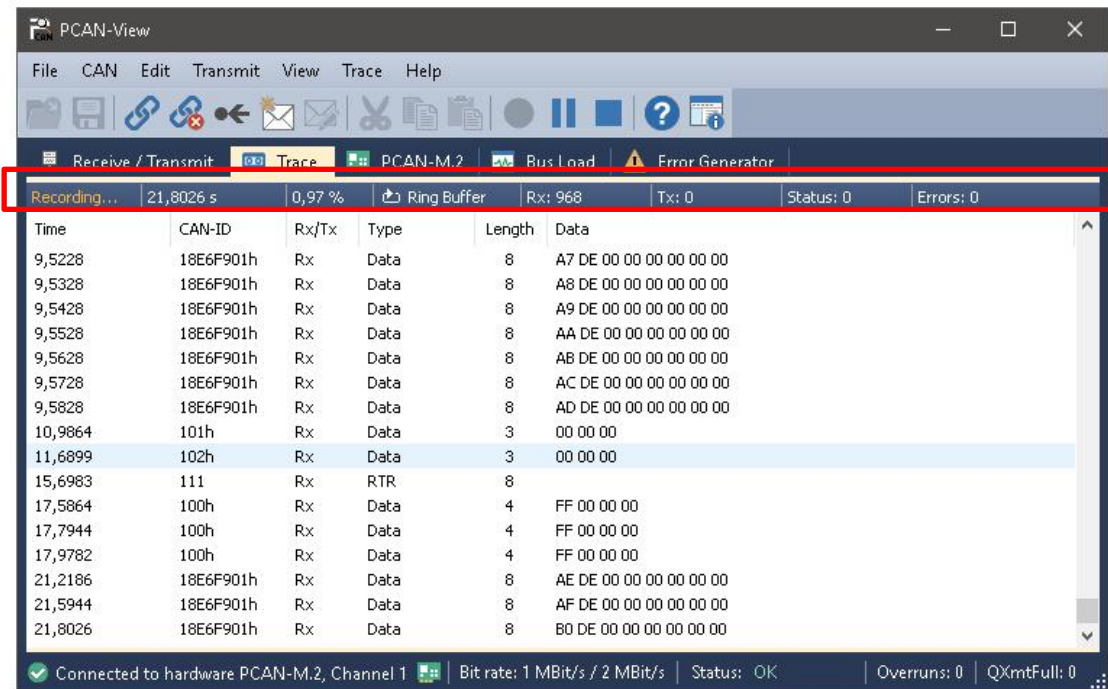 PCAN-View
File CAN Edit Transmit View Trace Help
Receive / Transmit Trace PCAN-M.2 Bus Load Error Generator
Recording... 21,8026 s 0,97 % Ring Buffer Rx: 968 Tx: 0 Status: 0 Errors: 0
Time CAN-ID Rx/Tx Type Length Data
9,5228 18E6F901h Rx Data 8 A7 DE 00 00 00 00 00 00
9,5328 18E6F901h Rx Data 8 A8 DE 00 00 00 00 00 00
9,5428 18E6F901h Rx Data 8 A9 DE 00 00 00 00 00 00
9,5528 18E6F901h Rx Data 8 AA DE 00 00 00 00 00 00
9,5628 18E6F901h Rx Data 8 AB DE 00 00 00 00 00 00
9,5728 18E6F901h Rx Data 8 AC DE 00 00 00 00 00 00
9,5828 18E6F901h Rx Data 8 AD DE 00 00 00 00 00 00
10,9864 101h Rx Data 3 00 00 00
11,6899 102h Rx Data 3 00 00 00
15,6983 111 Rx RTR 8
17,5864 100h Rx Data 4 FF 00 00 00
17,7944 100h Rx Data 4 FF 00 00 00
17,9782 100h Rx Data 4 FF 00 00 00
21,2186 18E6F901h Rx Data 8 AE DE 00 00 00 00 00 00
21,5944 18E6F901h Rx Data 8 AF DE 00 00 00 00 00 00
21,8026 18E6F901h Rx Data 8 B0 DE 00 00 00 00 00 00
Connected to hardware PCAN-M.2, Channel 1 Bit rate: 1 MBit/s / 2 MBit/s Status: OK Overruns: 0 QXmtFull: 0